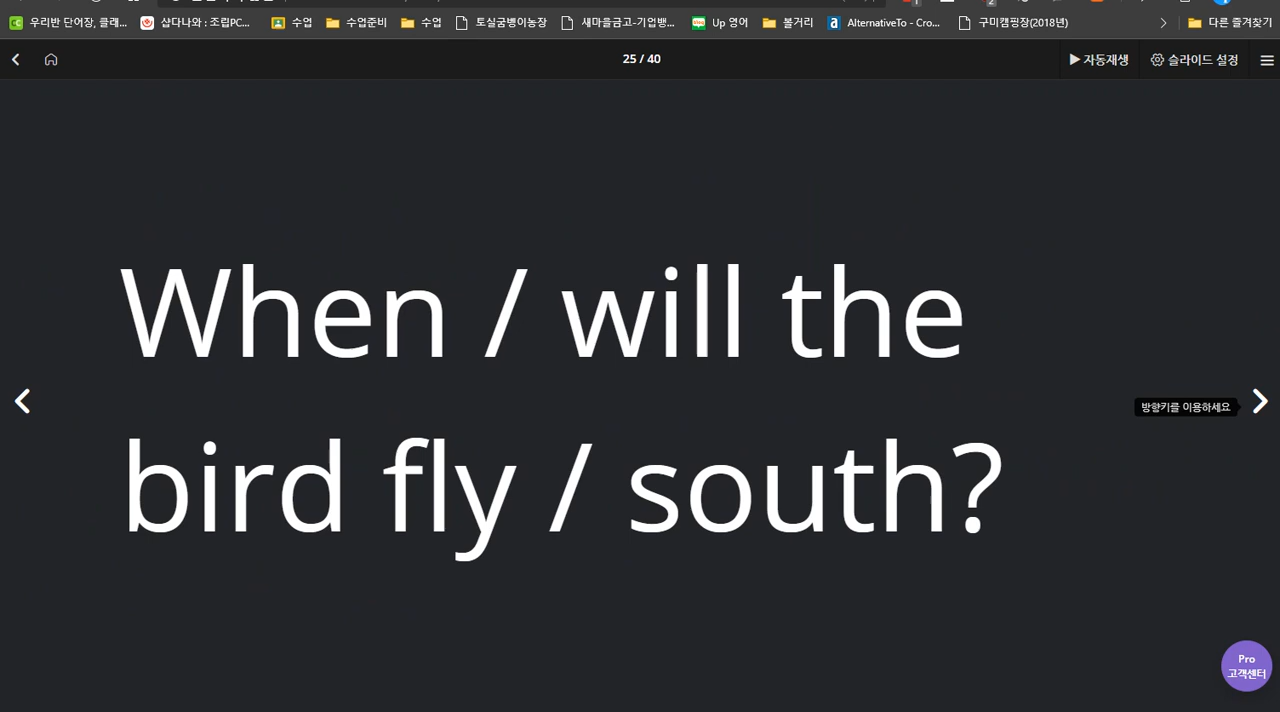 우리반 단어장, 클래...
샵다나와 : 조립PC...
수업
수업준비
수업
토실굼벵이농장
새마을금고-기업뱅...
Up 영어
볼거리
AlternativeTo - Cro...
구미캠핑장(2018년)
다른 즐겨찾기
25 / 40
▶ 자동재생
슬라이드 설정
When / will the
bird fly / south?
방향키를 이용하세요
Pro
고객센터